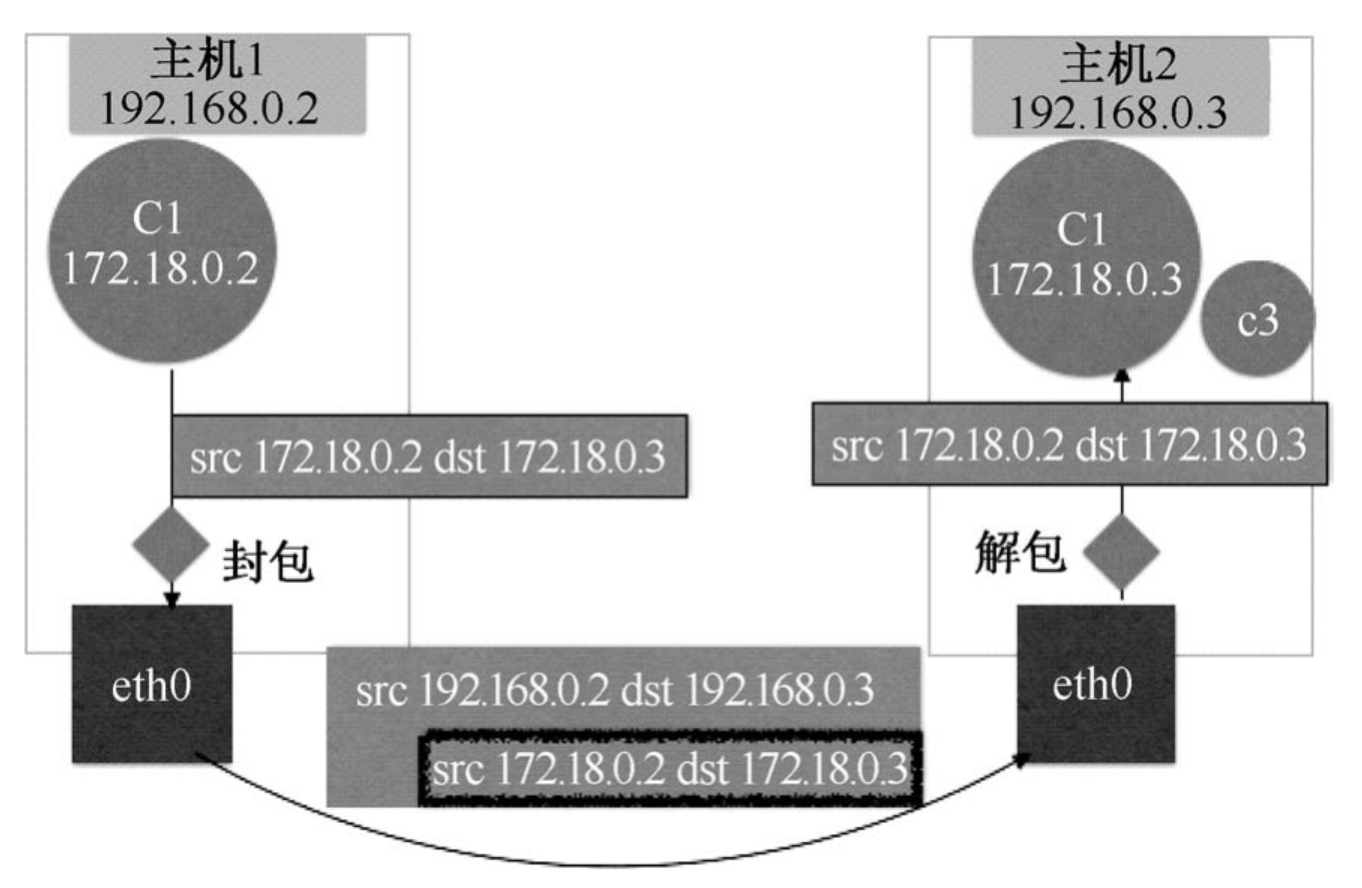 主机1
192.168.0.2
C1
172.18.0.2
src 172.18.0.2 dst 172.18.0.3
封包
eth0
src 192.168.0.2 dst 192.168.0.3
src 172.18.0.2 dst 172.18.0.3
主机2
192.168.0.3
C1
172.18.0.3
c3
src 172.18.0.2 dst 172.18.0.3
解包
eth0